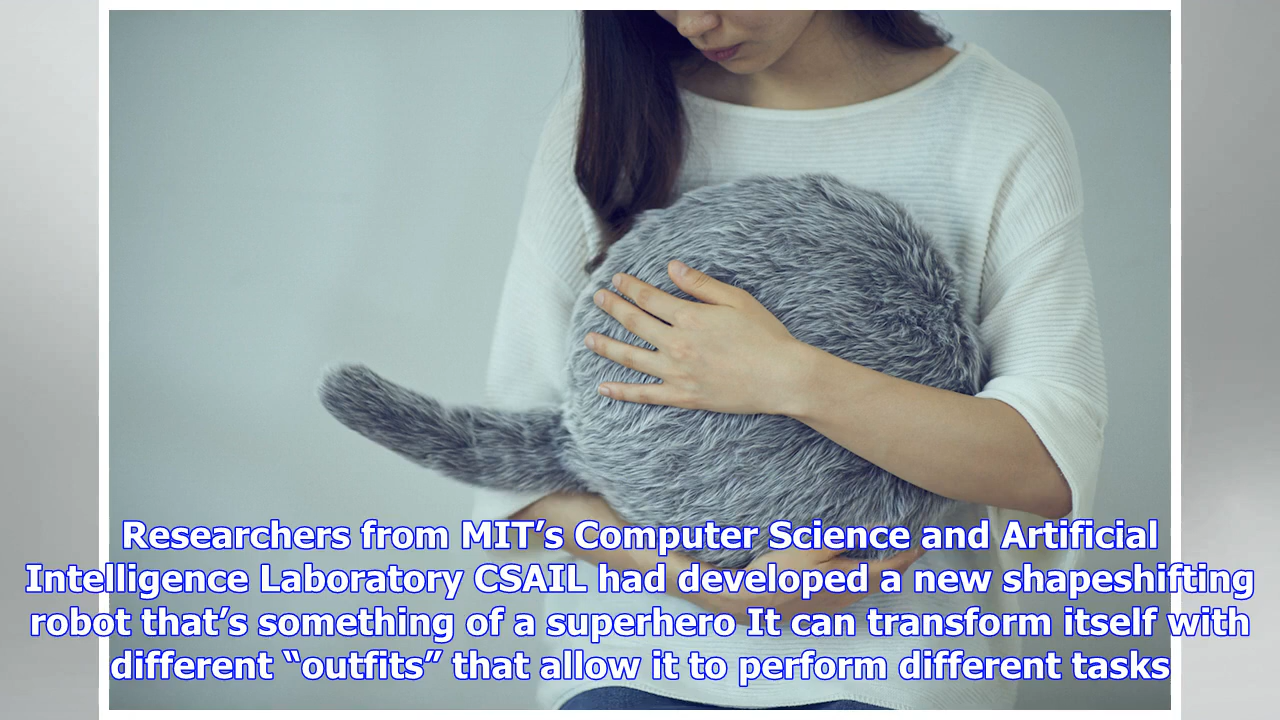 Researchers from MIT’s Computer Science and Artificial
Intelligence Laboratory CSAIL had developed a new shapeshifting
robot that’s something of a superhero It can transform itself with
different “outfits” that allow it to perform different tasks